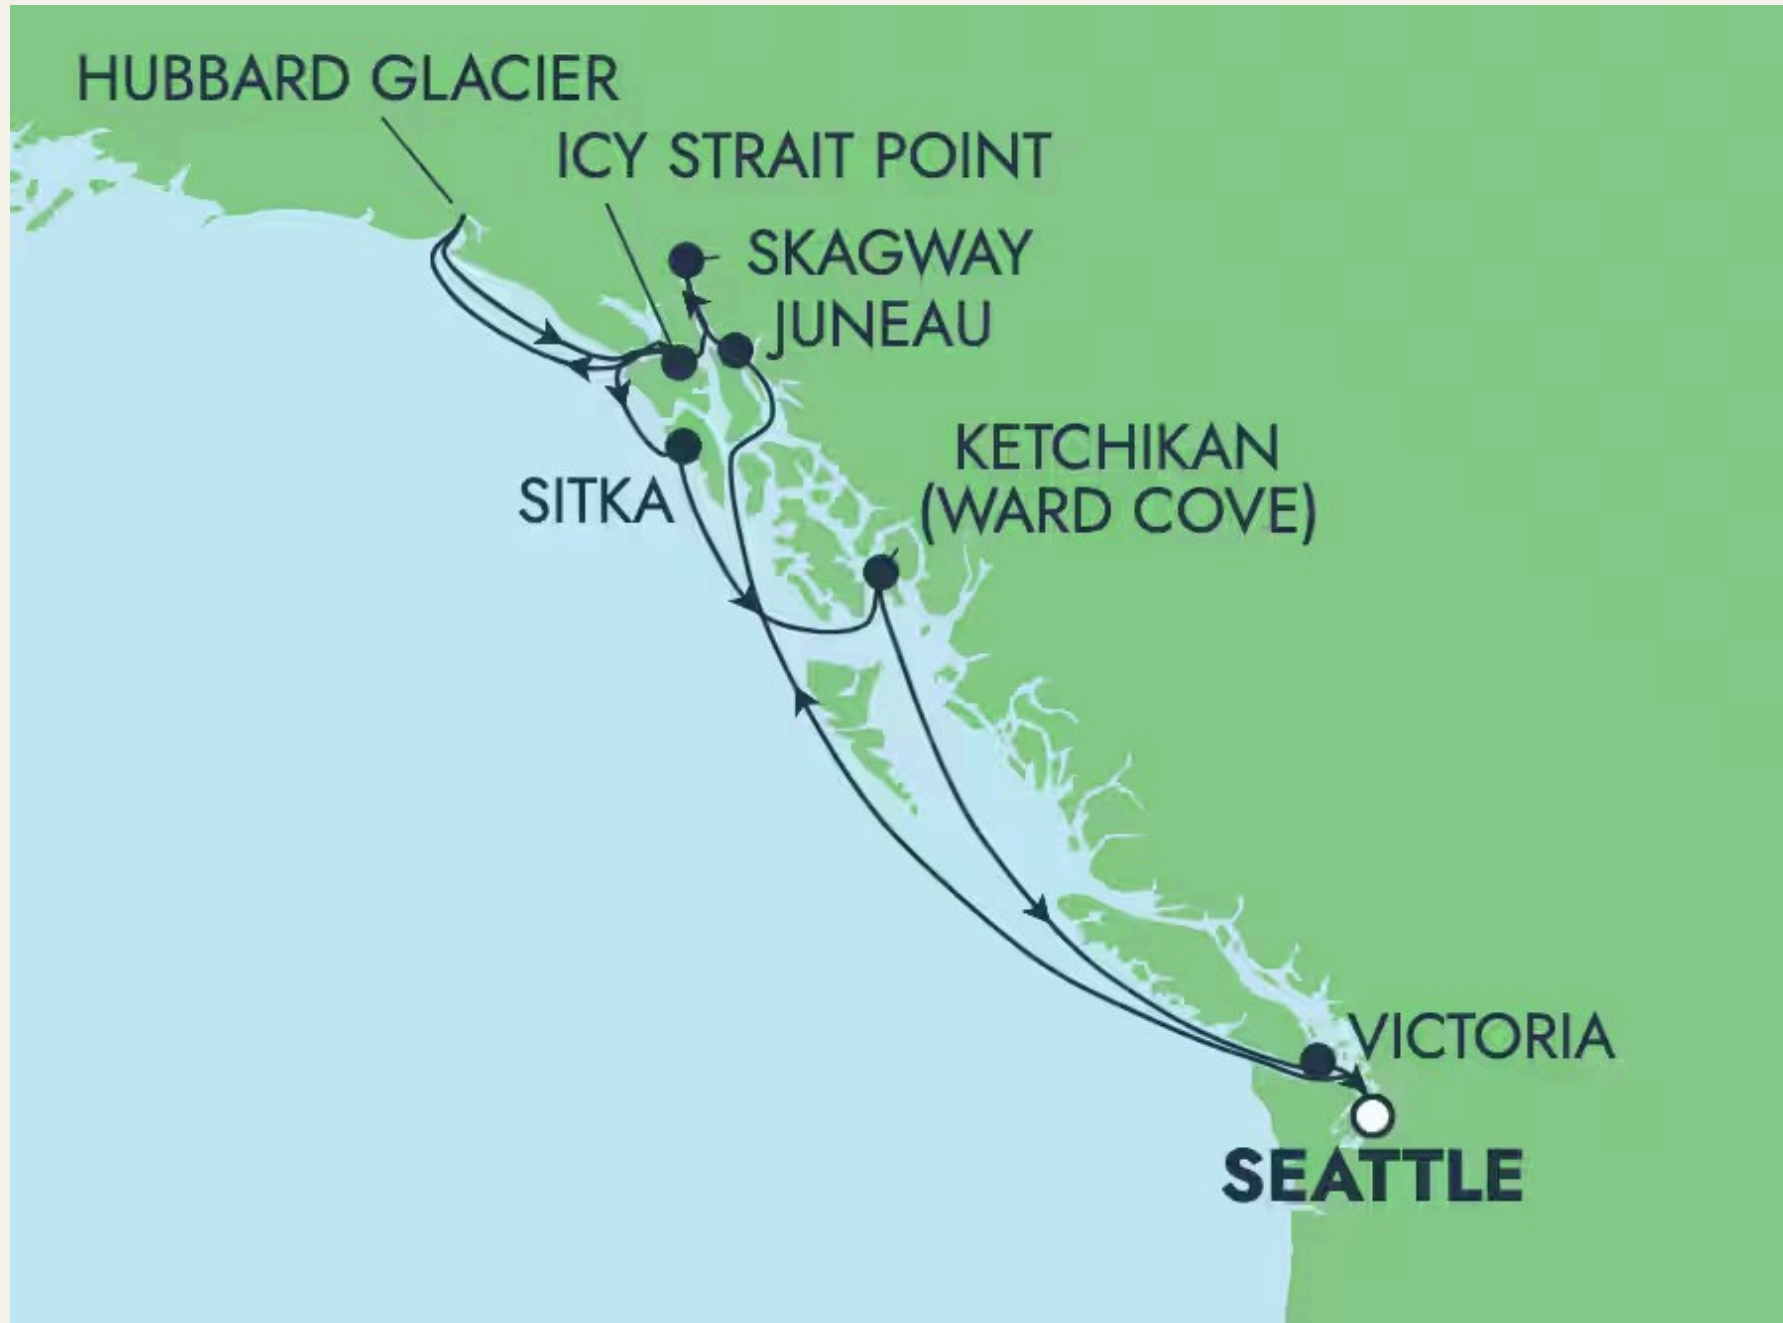 HUBBARD GLACIER
ICY STRAIT POINT
SKAGWAY
JUNEAU
KETCHIKAN
(WARD COVE)
SITKA
VICTORIA
SEATTLE